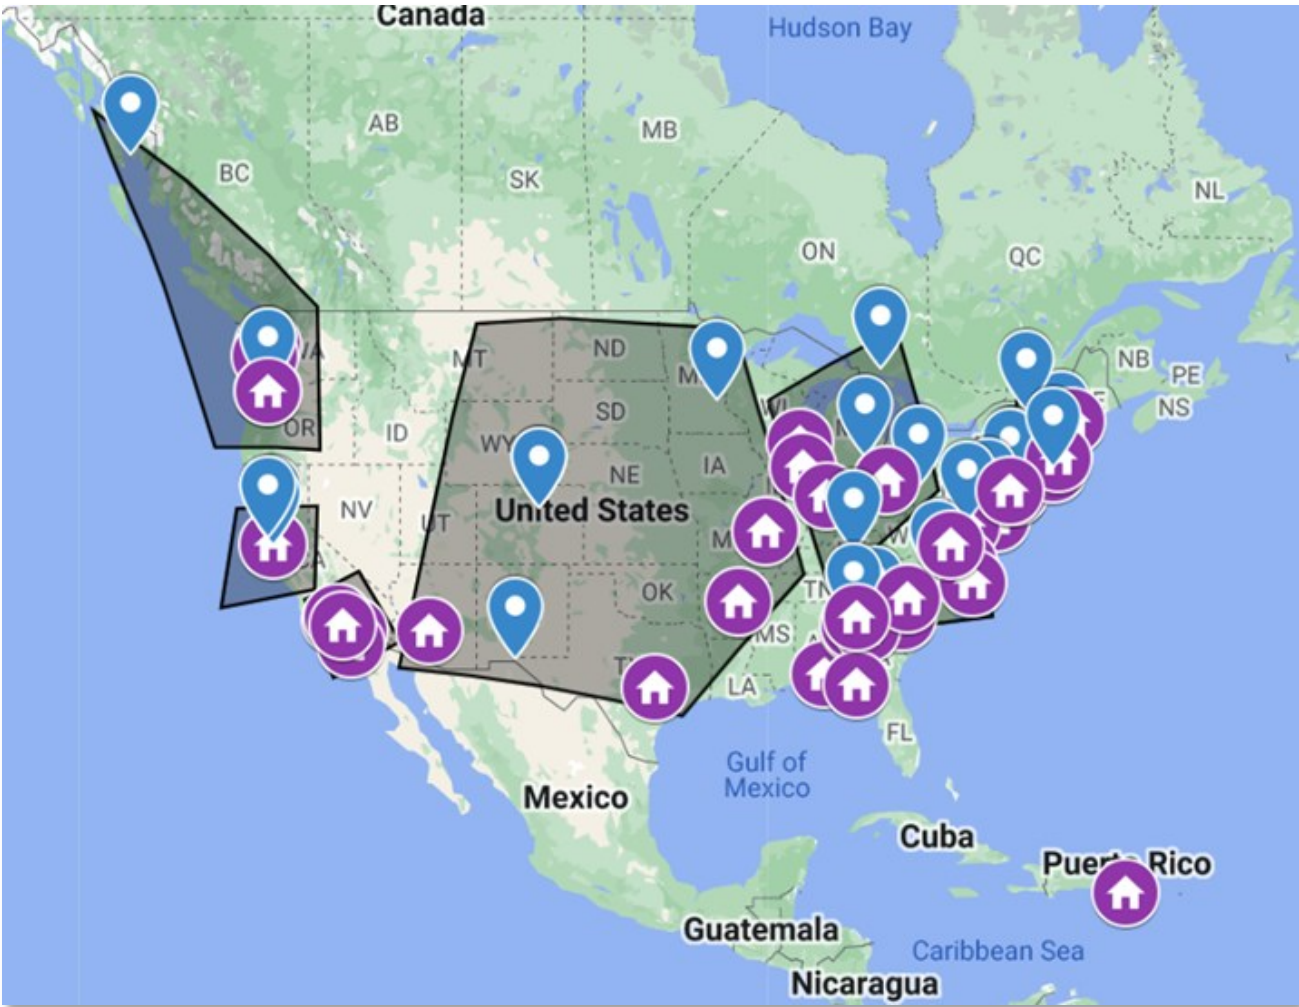 Canada
Hudson Bay
AB
MB
BC
SK
NL
ON
QC
MT
ND
NB
PE
NS
WI
SD
OR
ID
WY
NE
IA
NV
United States
UT
OK
TN
MS
LA
FL
Gulf of
Mexico
Mexico
Cuba
Puerto Rico
Guatemala
Caribbean Sea
Nicaragua